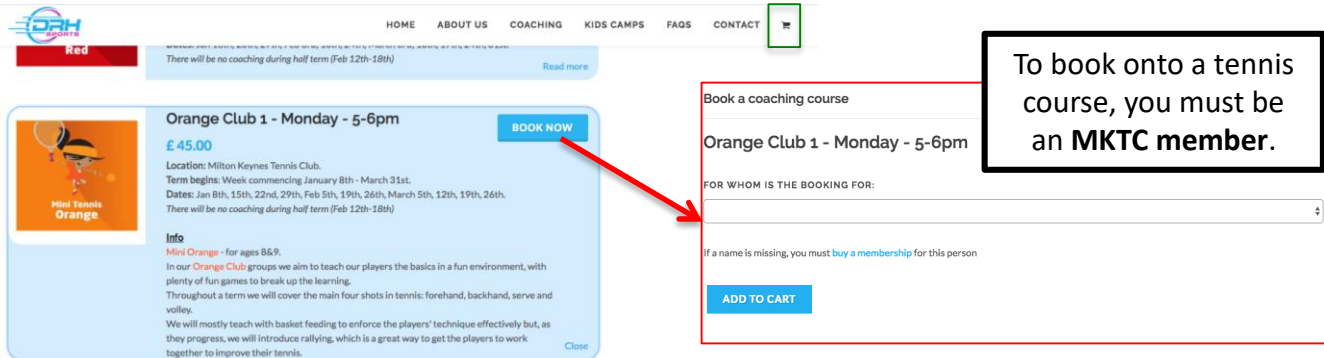 DRH
SPORTS
HOME ABOUT US COACHING KIDS CAMPS FAQS CONTACT
Red
There will be no coaching during half term (Feb 12th-18th)
Read more
Orange Club 1 - Monday - 5-6pm
BOOK NOW
£45.00
Location: Milton Keynes Tennis Club.
Term begins: Week commencing January 8th - March 31st.
Dates: Jan 8th, 15th, 22nd, 29th, Feb 5th, 19th, 26th, March 5th, 12th, 19th, 26th.
There will be no coaching during half term (Feb 12th-18th)
Mini Tennis
Orange
Info
Mini Orange - for ages 8&9.
In our Orange Club groups we aim to teach our players the basics in a fun environment, with
plenty of fun games to break up the learning.
Throughout a term we will cover the main four shots in tennis: forehand, backhand, serve and
volley.
We will mostly teach with basket feeding to enforce the players' technique effectively but, as
they progress, we will introduce rallying, which is a great way to get the players to work
together to improve their tennis.
Close
Book a coaching course
Orange Club 1 - Monday - 5-6pm
FOR WHOM IS THE BOOKING FOR:
If a name is missing, you must buy a membership for this person
ADD TO CART
To book onto a tennis
course, you must be
an MKTC member.